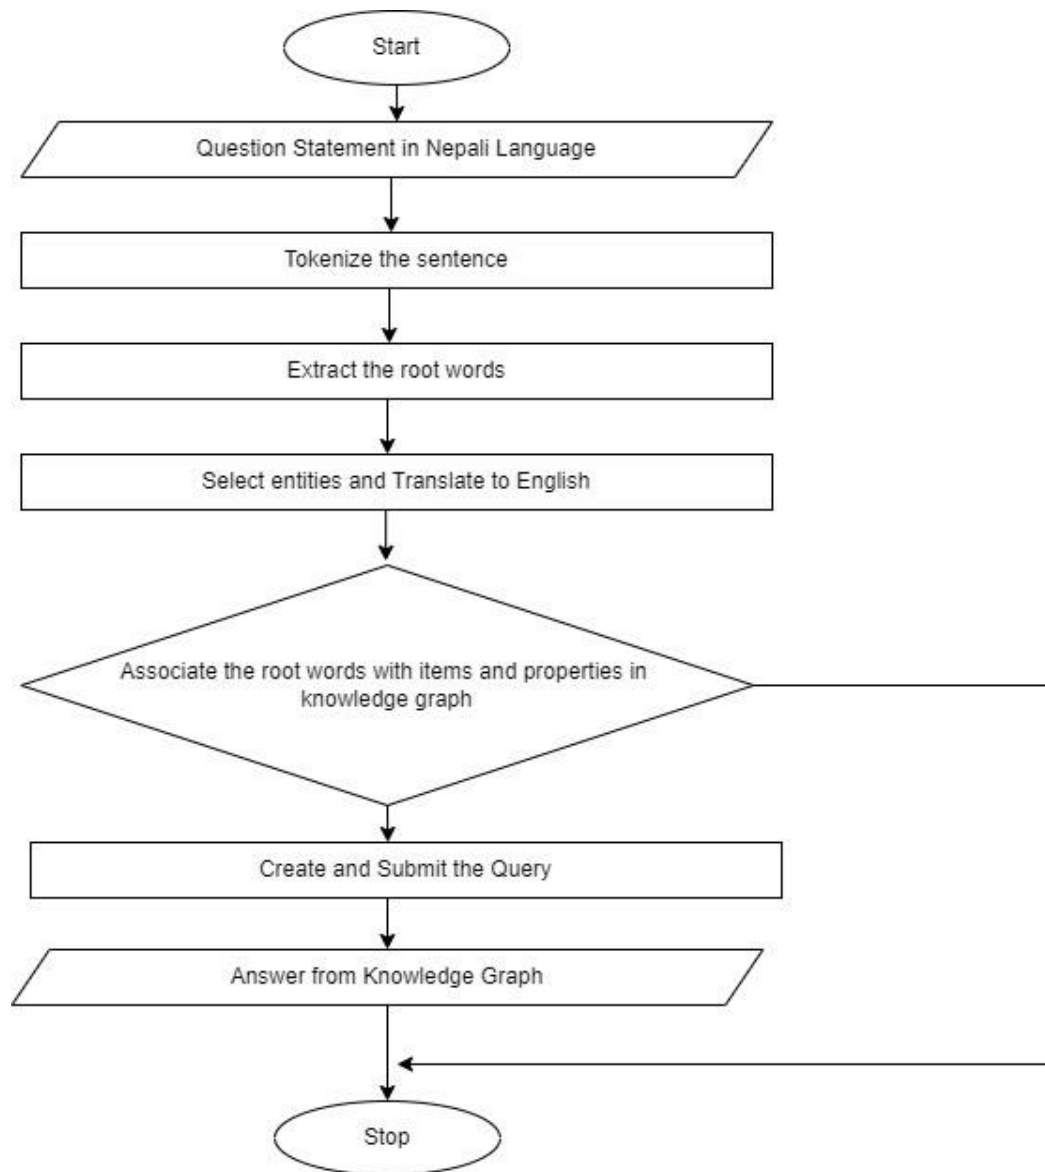 Start
Question Statement in Nepali Language
Tokenize the sentence
Extract the root words
Select entities and Translate to English
Associate the root words with items and properties in
knowledge graph
Create and Submit the Query
Answer from Knowledge Graph
Stop